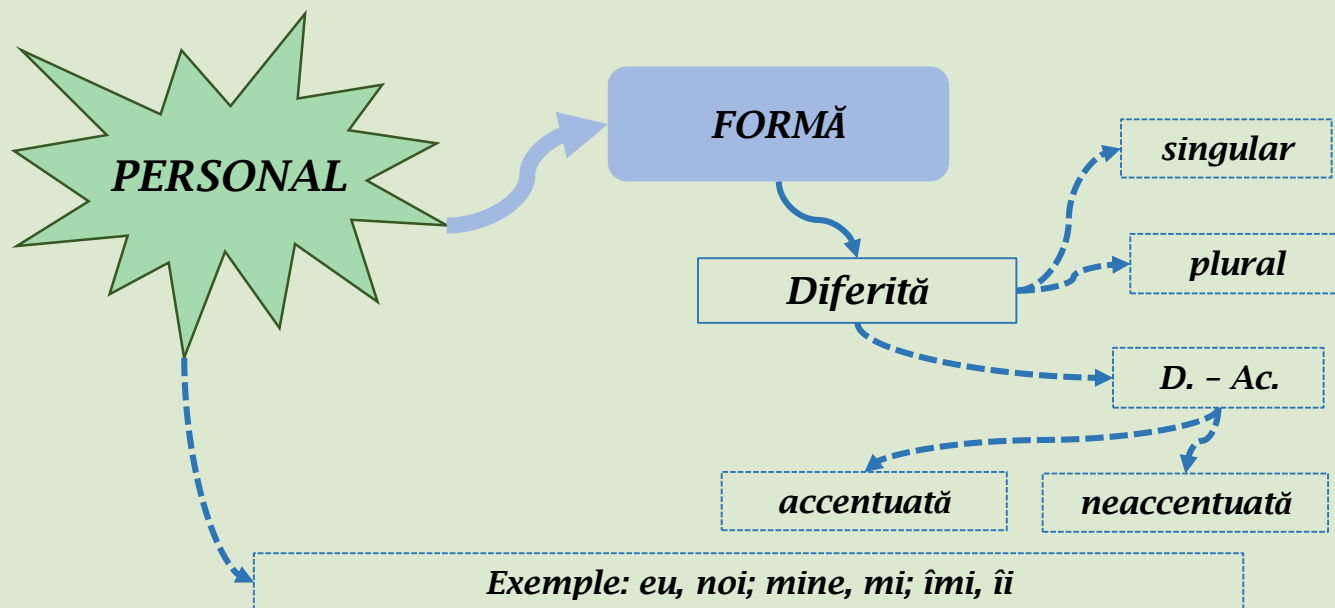 PERSONAL
FORMĂ
singular
plural
Diferită
D. – Ac.
accentuată
neaccentuată
Exemple: eu, noi; mine, mi; îmi, îi